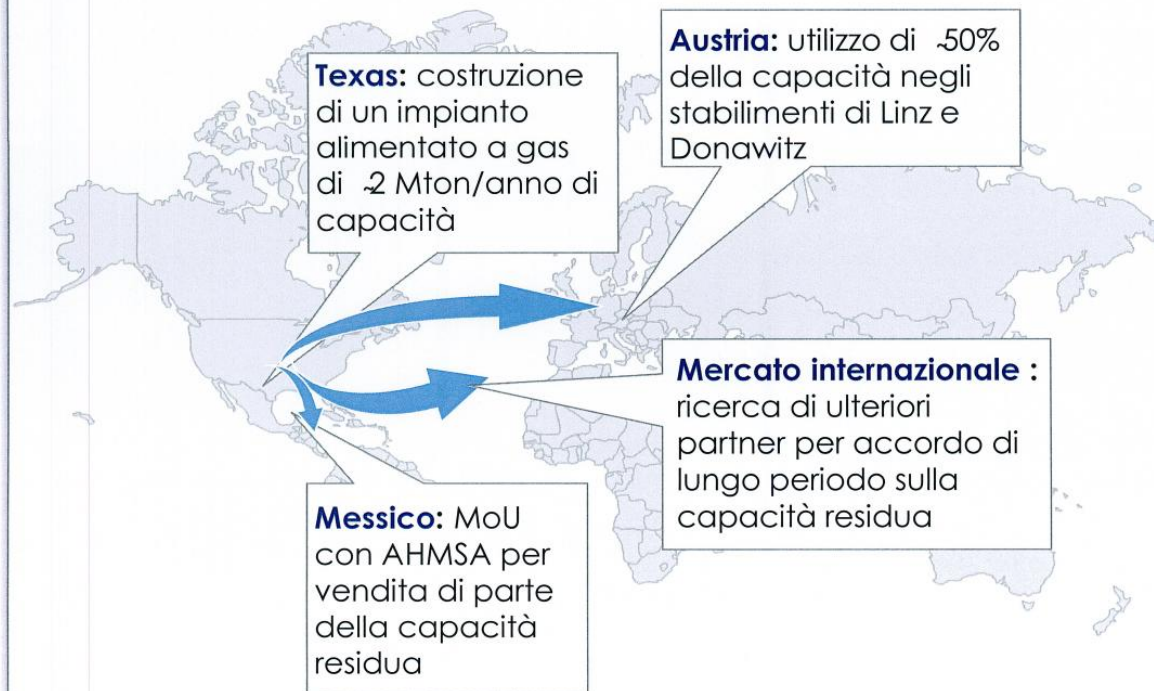 Texas: costruzione
di un impianto
alimentato a gas
di ~2 Mton/anno di
capacità
Austria: utilizzo di ~50%
della capacità negli
stabilimenti di Linz e
Donawitz
Mercato internazionale :
ricerca di ulteriori
partner per accordo di
lungo periodo sulla
capacità residua
Messico: MoU
con AHMSA per
vendita di parte
della capacità
residua